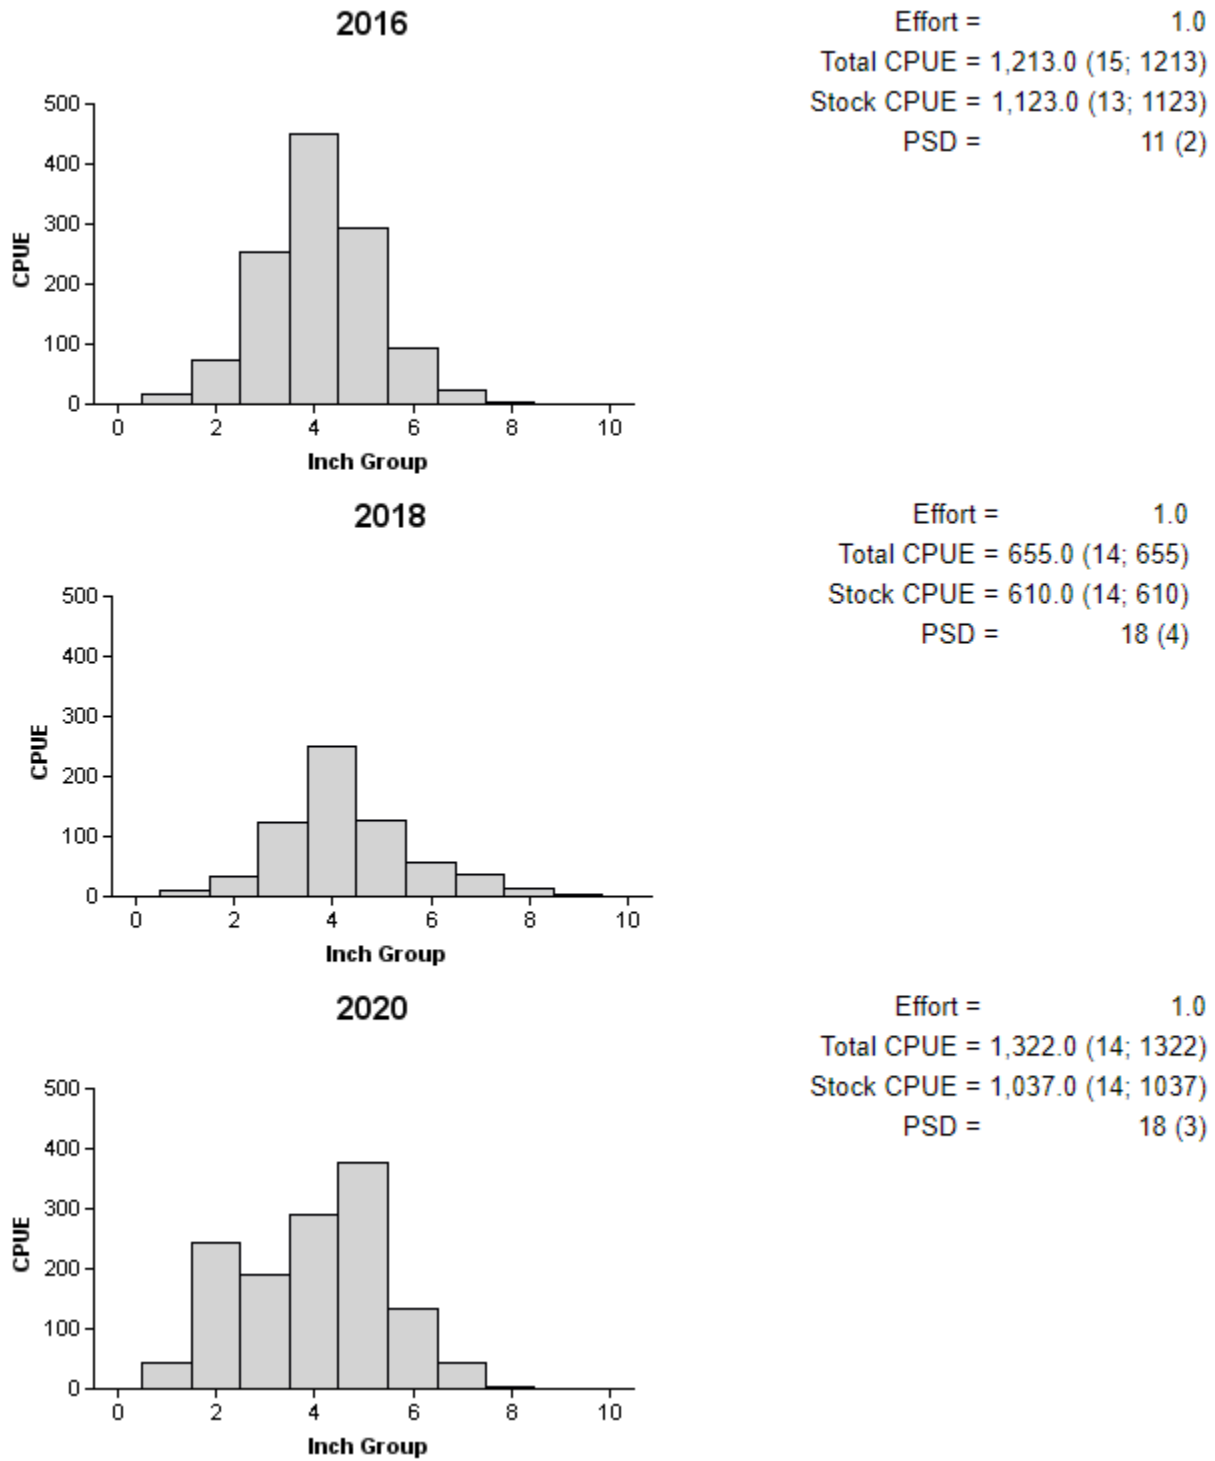 2016
Effort = 1.0
Total CPUE = 1,213.0 (15; 1213)
Stock CPUE = 1,123.0 (13; 1123)
PSD = 11 (2)
500
400
300
200
100
0
CPUE
0 2 4 6 8 10
Inch Group
2018
Effort = 1.0
Total CPUE = 655.0 (14; 655)
Stock CPUE = 610.0 (14; 610)
PSD = 18 (4)
500
400
300
200
100
0
CPUE
0 2 4 6 8 10
Inch Group
2020
Effort = 1.0
Total CPUE = 1,322.0 (14; 1322)
Stock CPUE = 1,037.0 (14; 1037)
PSD = 18 (3)
500
400
300
200
100
0
CPUE
0 2 4 6 8 10
Inch Group